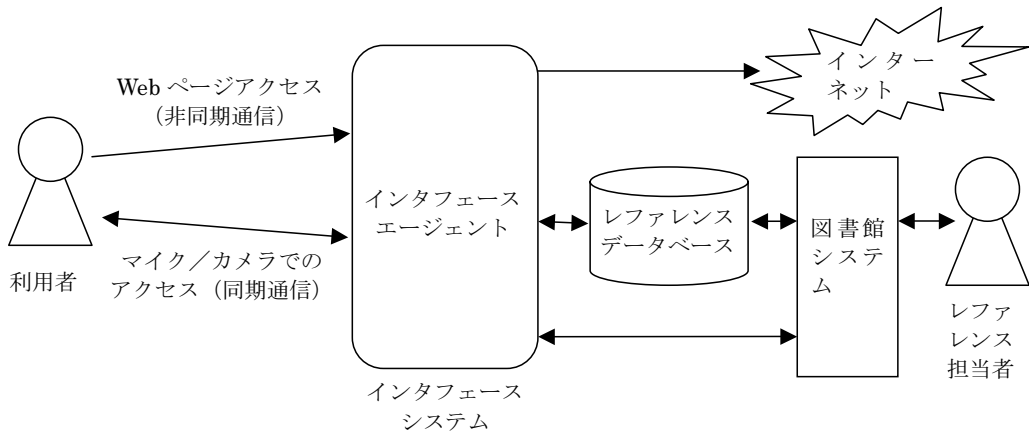 Web ページアクセス
（非同期通信）
マイク／カメラでの
アクセス（同期通信）
利用者
インタフェース
エージェント
インタフェース
システム
インター
ネット
レファレンス
データベース
図書館
システ
ム
レファ
レンス
担当者